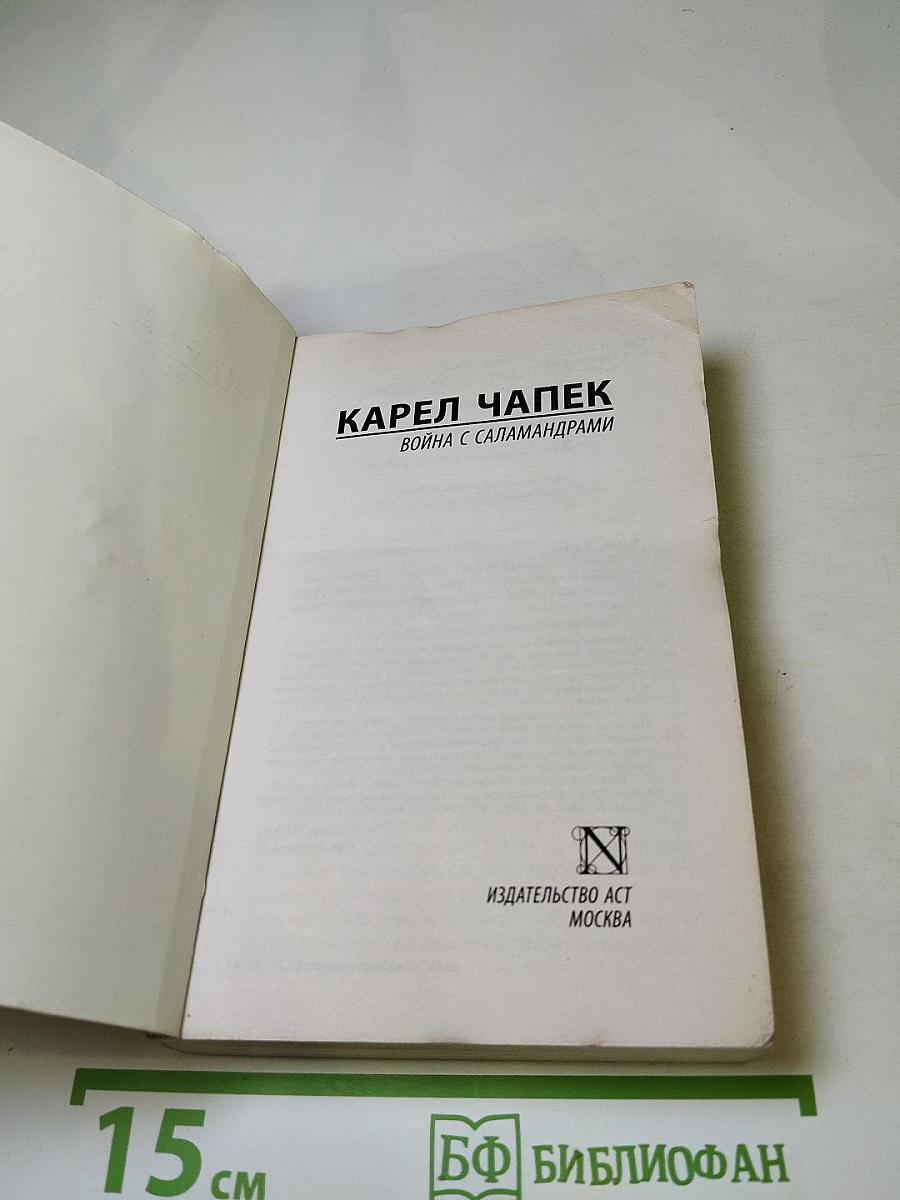 КАРЕЛ ЧАПЕК
ВОЙНА С САЛАМАНДРАМИ
N
ИЗДАТЕЛЬСТВО АСТ
МОСКВА
15 см
БФ БИБЛИОФАН